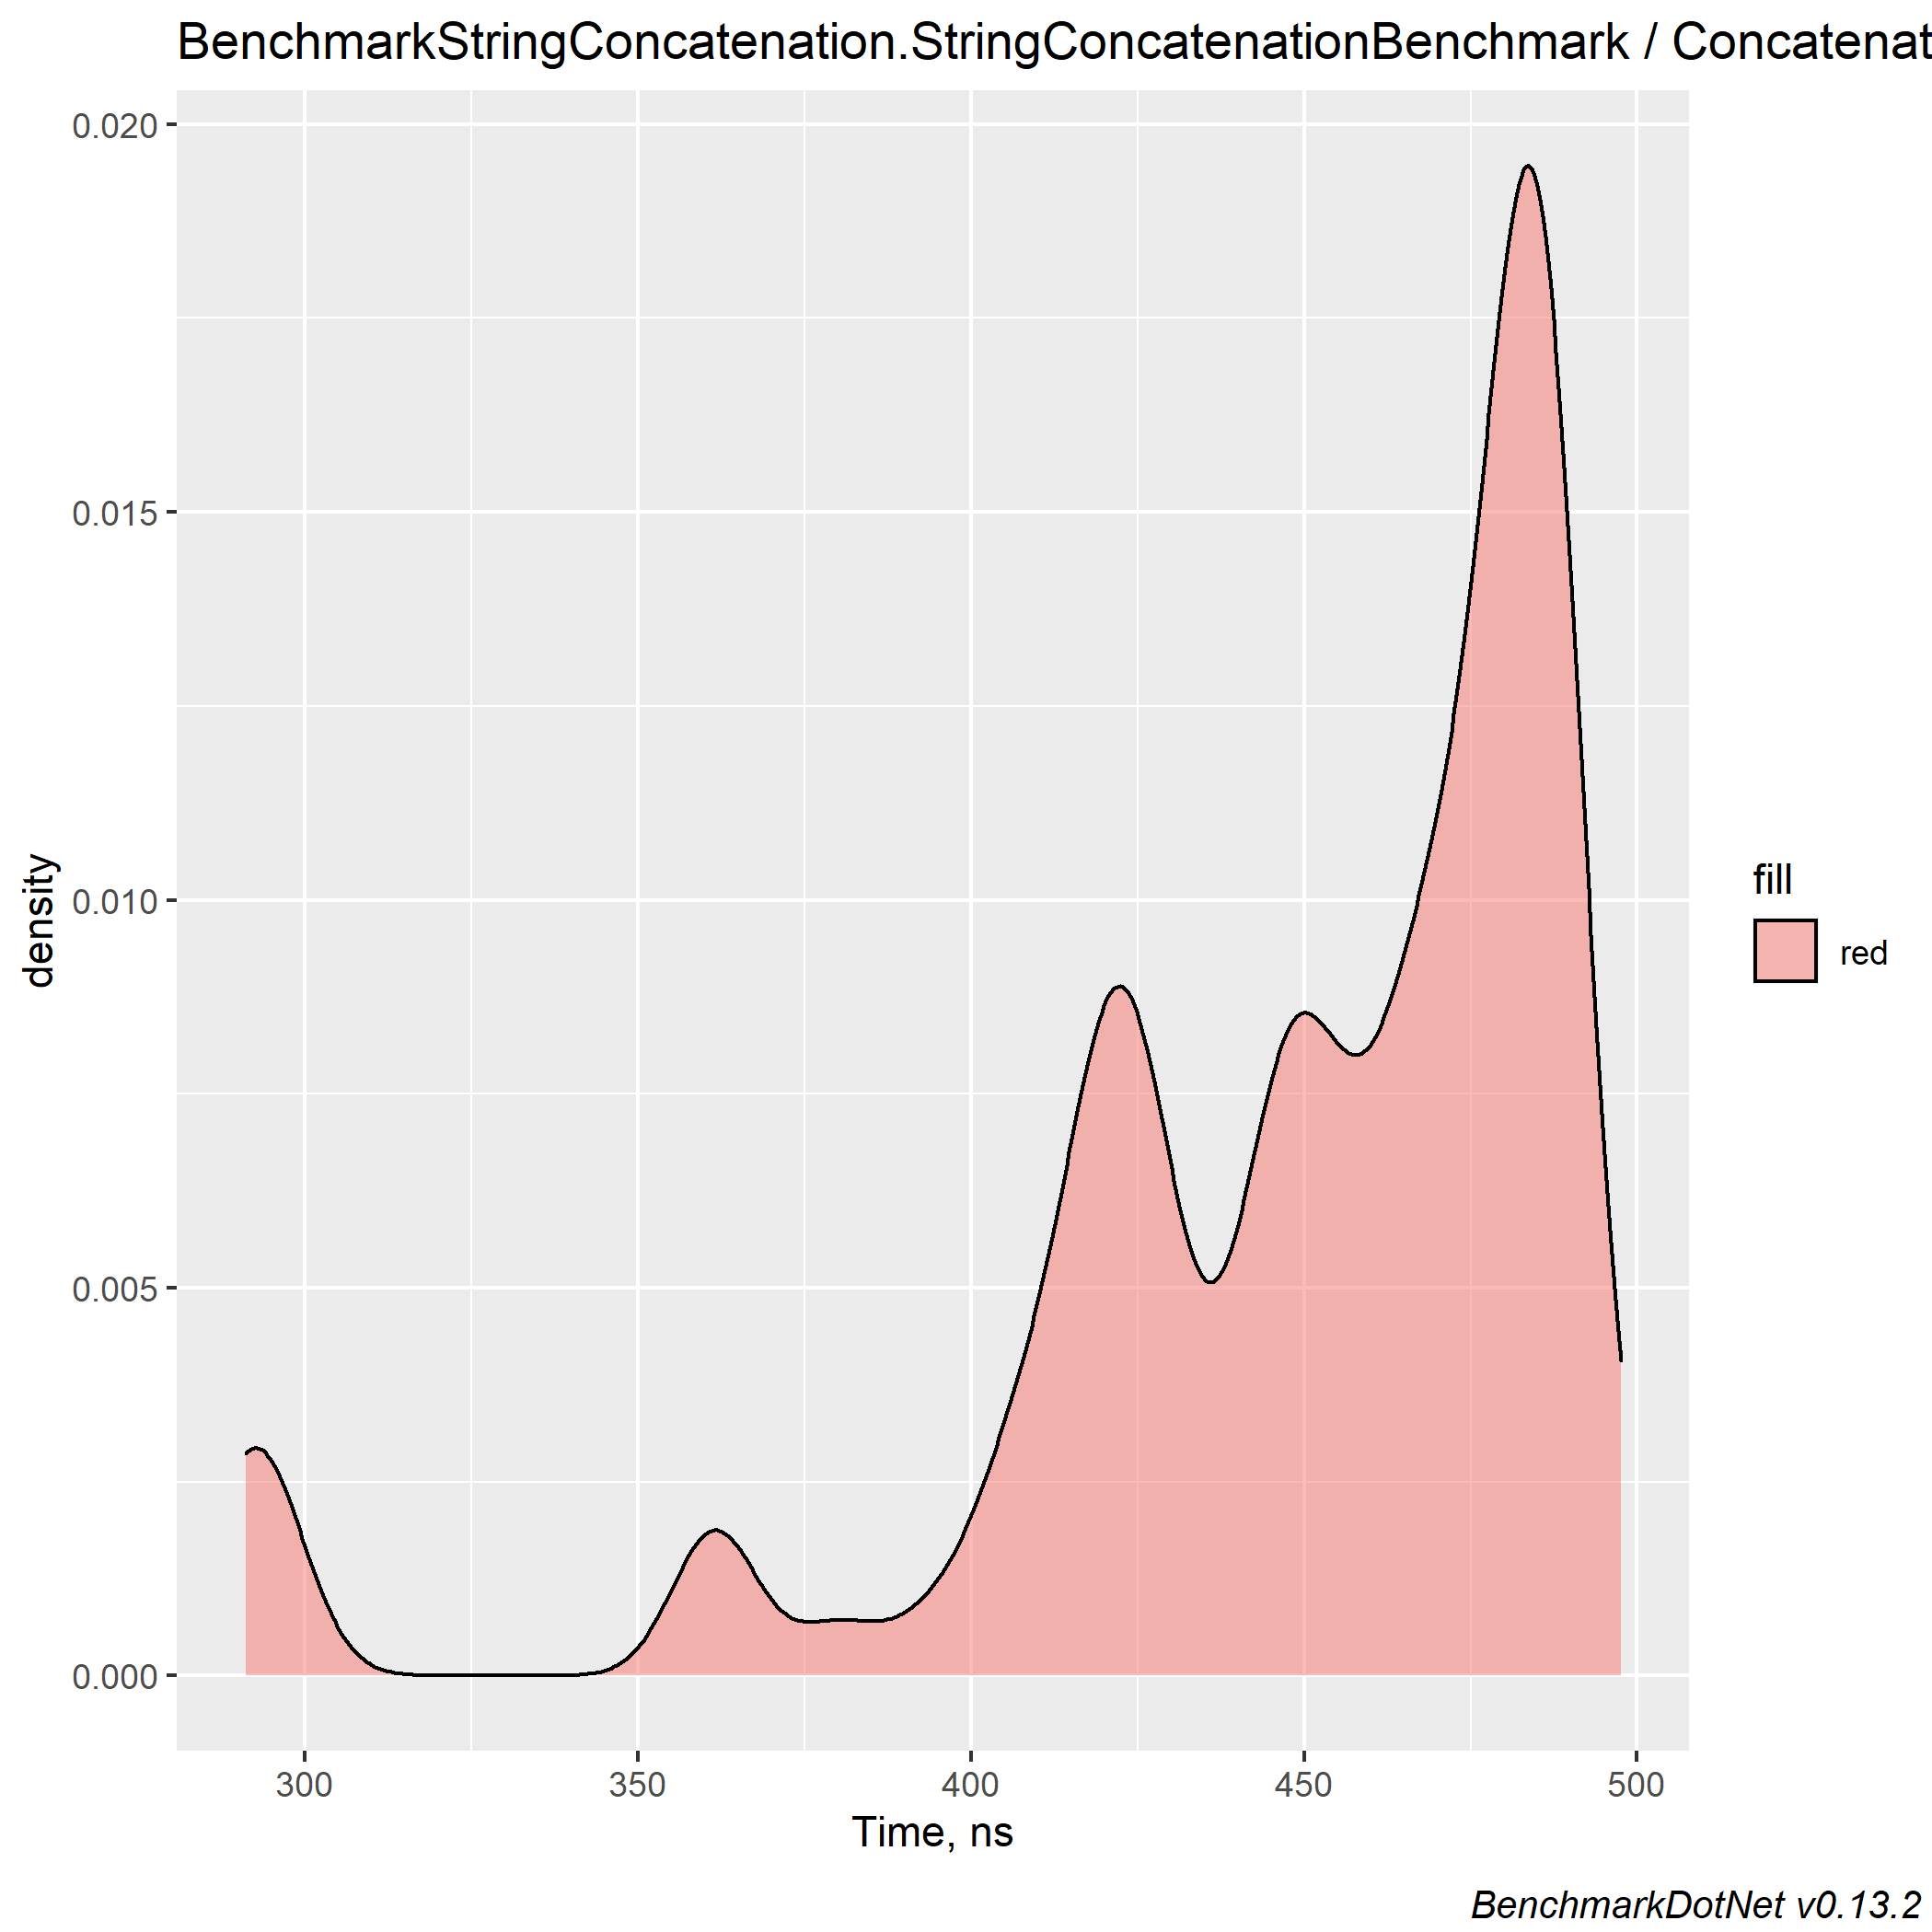 BenchmarkStringConcatenation.StringConcatenationBenchmark / Concatenat
0.020
0.015
0.010
0.005
0.000
density
300 350 400 450 500
Time, ns
fill
red
BenchmarkDotNet v0.13.2